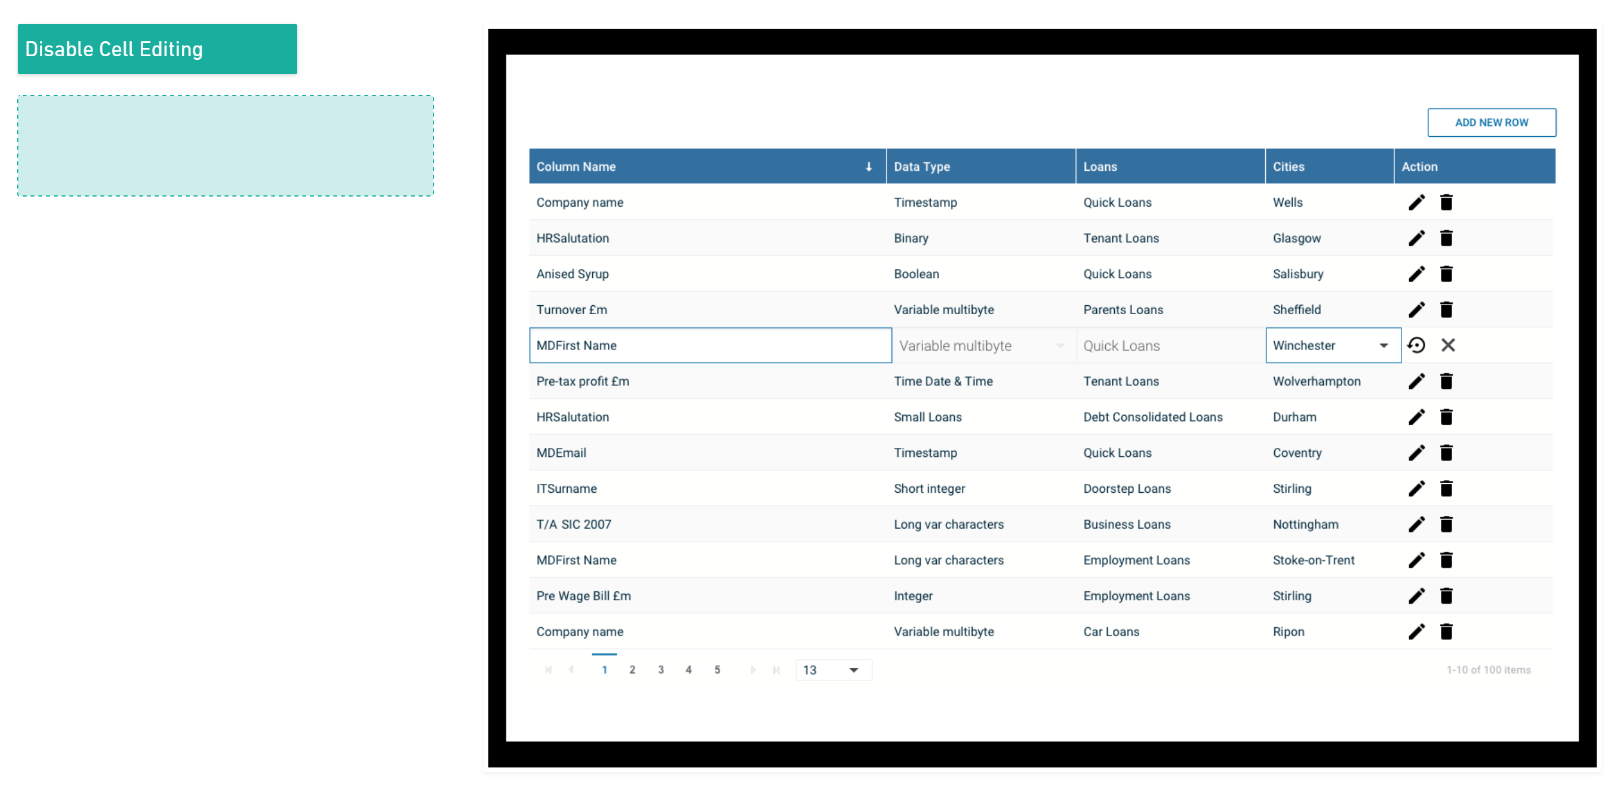 Disable Cell Editing
ADD NEW ROW
Column Name Data Type Loans Cities Action
Company name Timestamp Quick Loans Wells
HRSalutation Binary Tenant Loans Glasgow
Anised Syrup Boolean Quick Loans Salisbury
Turnover £m Variable multibyte Parents Loans Sheffield
MDFirst Name Variable multibyte Quick Loans Winchester
Pre-tax profit £m Time Date & Time Tenant Loans Wolverhampton
HRSalutation Small Loans Debt Consolidated Loans Durham
MDEmail Timestamp Quick Loans Coventry
ITSurname Short integer Doorstep Loans Stirling
T/A SIC 2007 Long var characters Business Loans Nottingham
MDFirst Name Long var characters Employment Loans Stoke-on-Trent
Pre Wage Bill £m Integer Employment Loans Stirling
Company name Variable multibyte Car Loans Ripon
1 2 3 4 5 13 1-10 of 100 items